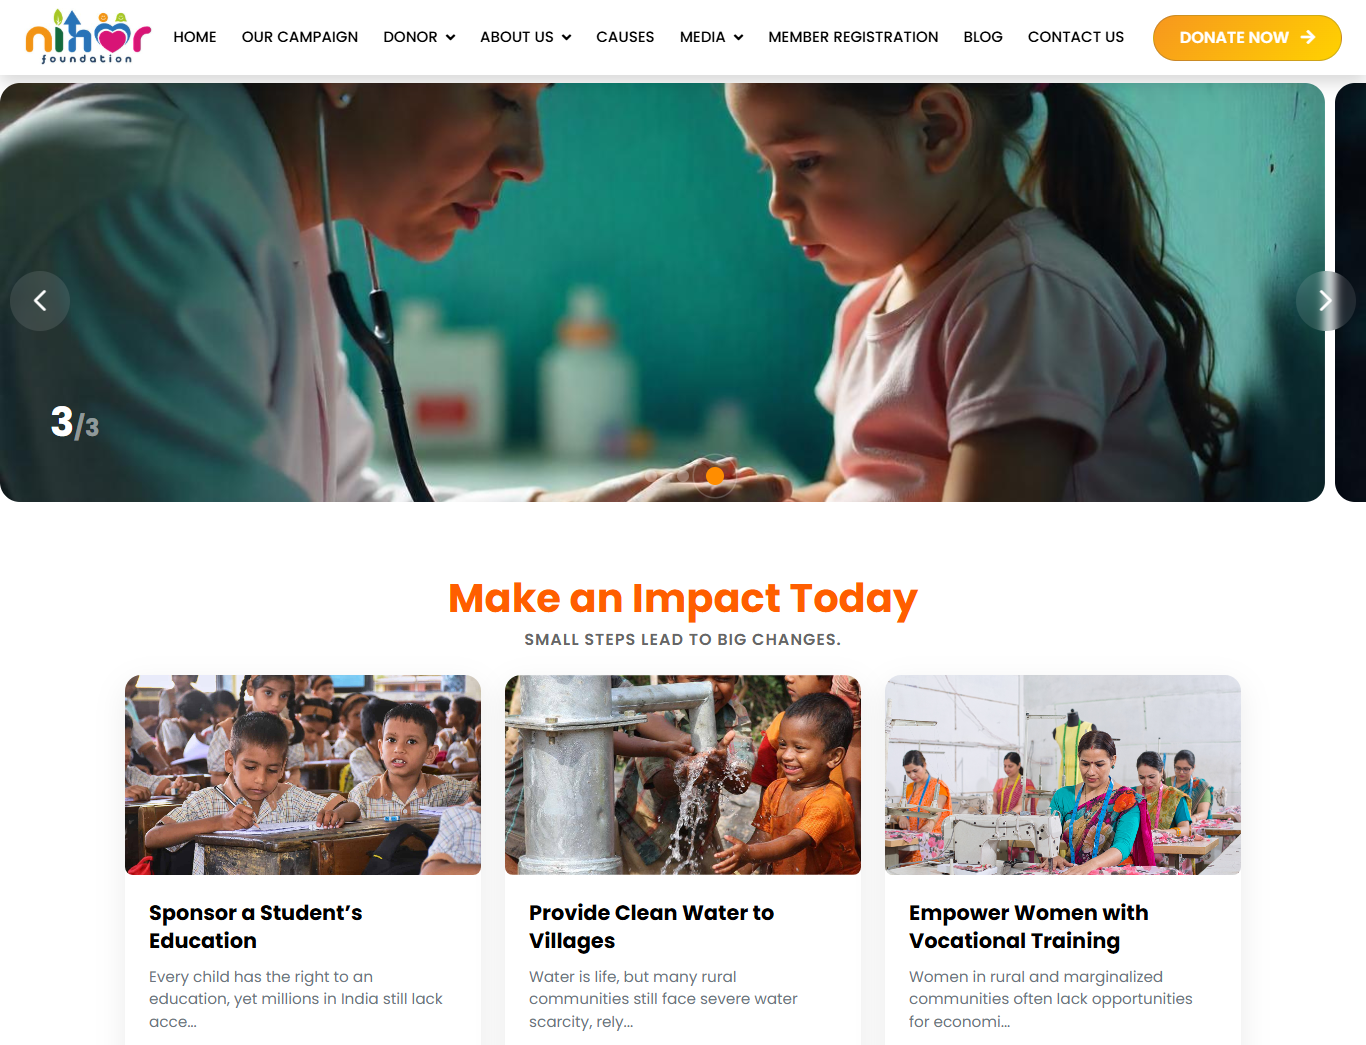 nihar
foundation
HOME
OUR CAMPAIGN
DONOR
ABOUT US
CAUSES
MEDIA
MEMBER REGISTRATION
BLOG
CONTACT US
DONATE NOW
3/3
Make an Impact Today
SMALL STEPS LEAD TO BIG CHANGES.
Sponsor a Student’s
Education
Every child has the right to an
education, yet millions in India still lack
acce...
Provide Clean Water to
Villages
Water is life, but many rural
communities still face severe water
scarcity, rely...
Empower Women with
Vocational Training
Women in rural and marginalized
communities often lack opportunities
for economi...